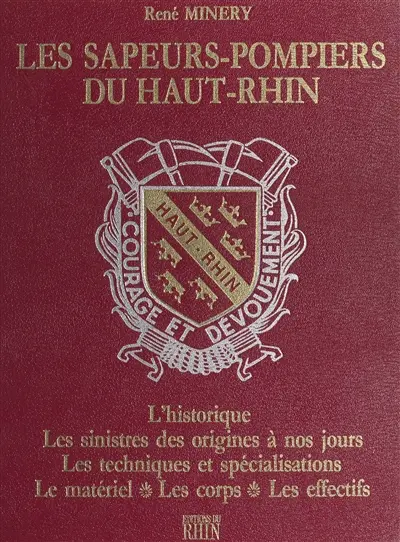 René MINERY
LES SAPEURS-POMPIERS
DU HAUT-RHIN
HAUT-RHIN
COURAGE ET DÉVOUEMENT
L'historique
Les sinistres des origines à nos jours
Les techniques et spécialisations
Le matériel ❋ Les corps ❋ Les effectifs
EDITIONS DU
RHIN